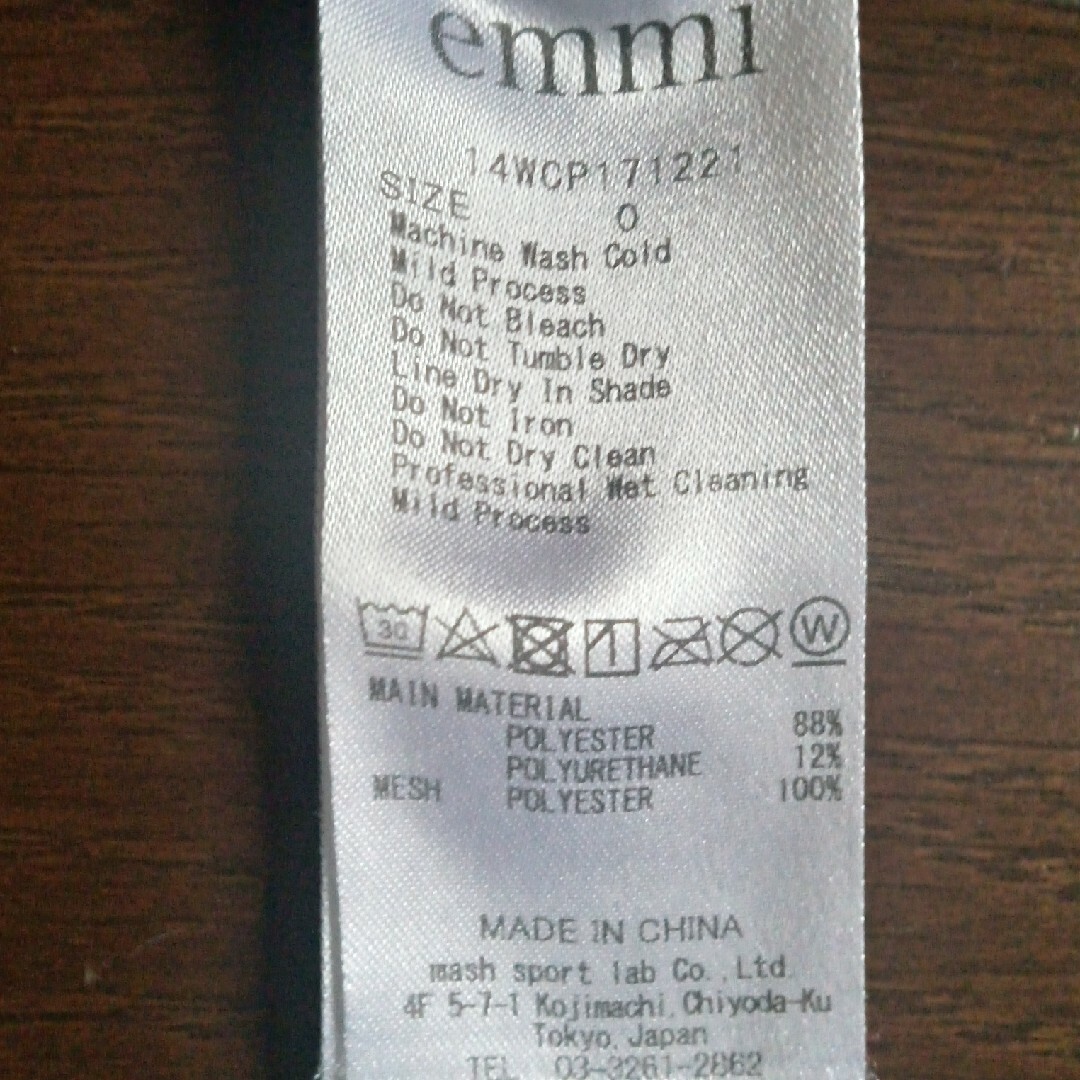 emmi
14WCP171221
SIZE 0
Machine Wash Cold
Mild Process
Do Not Bleach
Do Not Tumble Dry
Line Dry In Shade
Do Not Iron
Do Not Dry Clean
Professional Wet Cleaning
Mild Process
30 W
MAIN MATERIAL
POLYESTER 88%
POLYURETHANE 12%
MESH POLYESTER 100%
MADE IN CHINA
mash sport lab Co.,Ltd.
4F 5-7-1 Kojimachi,Chiyoda-Ku
Tokyo,Japan
TEL 03-3261-2862